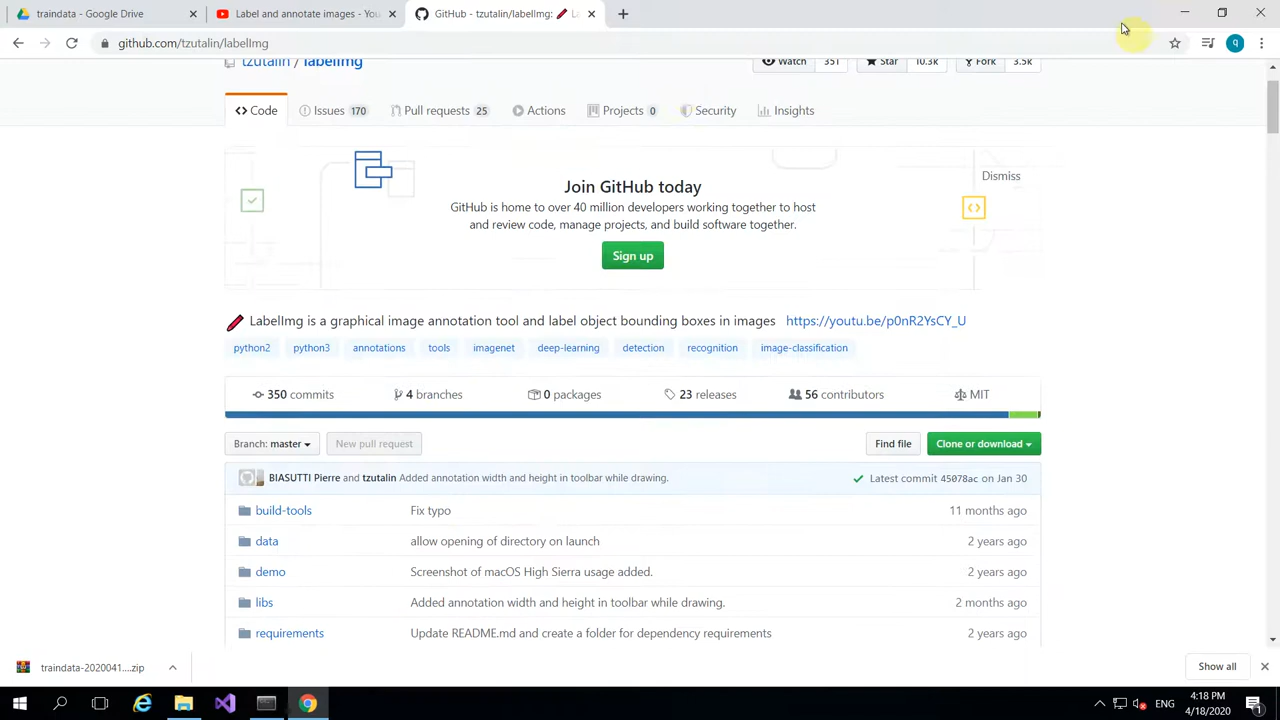 traindata - Google Drive
Label and annotate images - You
GitHub - tzutalin/labelImg:
github.com/tzutalin/labelImg
q
tzutalin / labelImg
Watch 351
Star 10.3k
Fork 3.5k
Code
Issues 170
Pull requests 25
Actions
Projects 0
Security
Insights
Join GitHub today
Dismiss
GitHub is home to over 40 million developers working together to host
and review code, manage projects, and build software together.
Sign up
LabelImg is a graphical image annotation tool and label object bounding boxes in images https://youtu.be/p0nR2YsCY_U
python2 python3 annotations tools imagenet deep-learning detection recognition image-classification
350 commits
4 branches
0 packages
23 releases
56 contributors
MIT
Branch: master
New pull request
Find file
Clone or download
BIASUTTI Pierre and tzutalin Added annotation width and height in toolbar while drawing.
Latest commit 45078ac on Jan 30
build-tools Fix typo 11 months ago
data allow opening of directory on launch 2 years ago
demo Screenshot of macOS High Sierra usage added. 2 years ago
libs Added annotation width and height in toolbar while drawing. 2 months ago
requirements Update README.md and create a folder for dependency requirements 2 years ago
traindata-2020041....zip
Show all
ENG
4:18 PM
4/18/2020
1